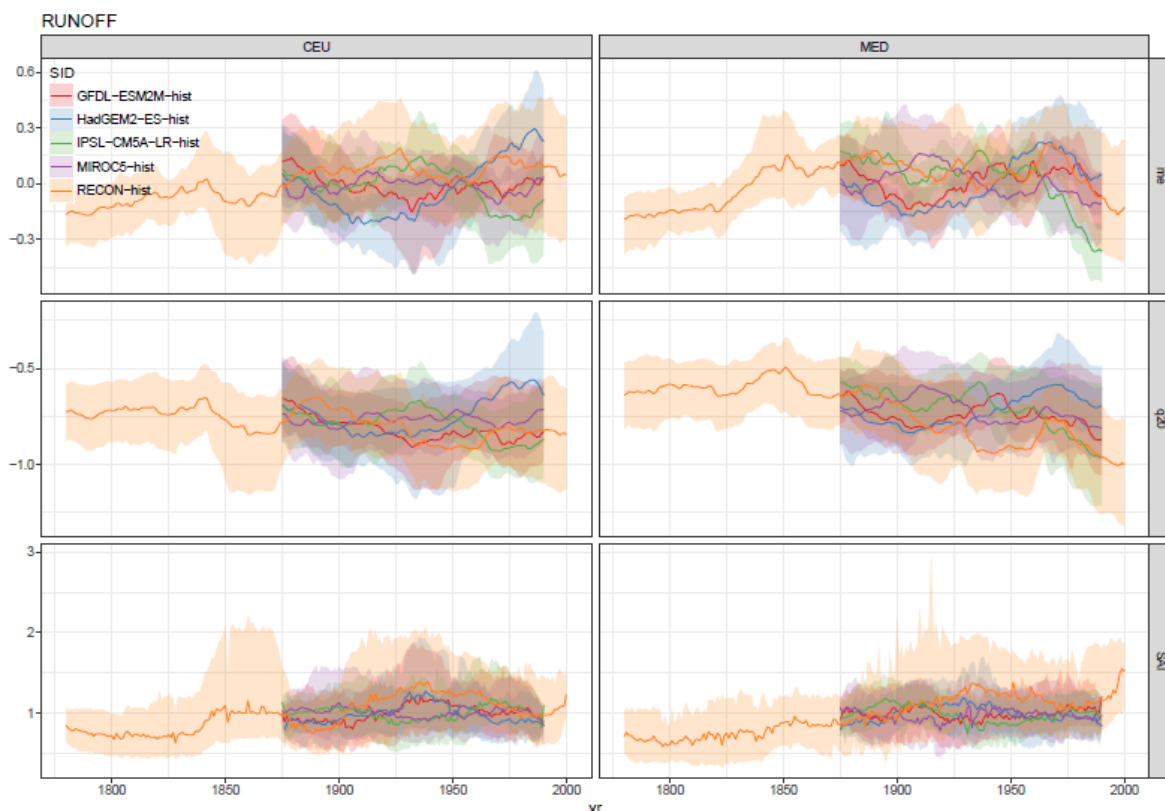 RUNOFF
CEU
MED
SID
GFDL-ESM2M-hist
HadGEM2-ES-hist
IPSL-CM5A-LR-hist
MIROC5-hist
RECON-hist
0.6
0.3
0.0
-0.3
me
-0.5
-1.0
q20
3
2
1
SAI
1800
1850
1900
1950
2000
1800
1850
1900
1950
2000
yr